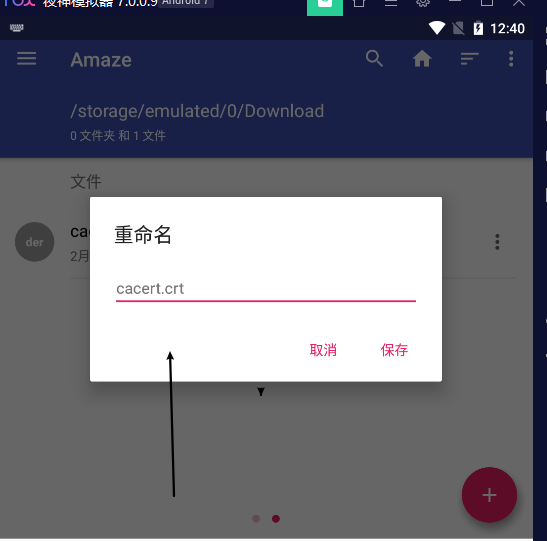 夜神模拟器 7.0.0.9 Android 7
12:40
Amaze
/storage/emulated/0/Download
0 文件夹 和 1 文件
文件
der
2月
重命名
cacert.crt
取消 保存